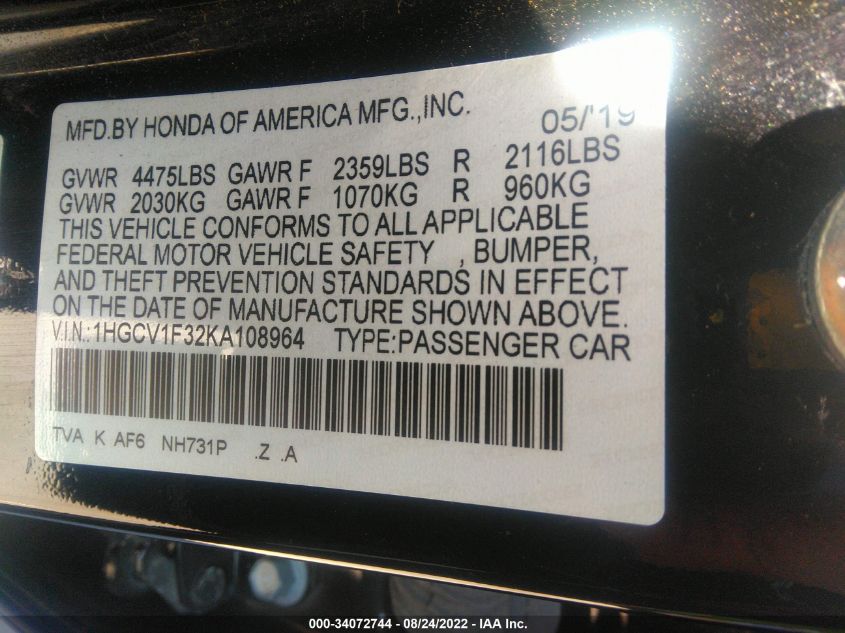 MFD.BY HONDA OF AMERICA MFG.,INC. 05/'19
GVWR 4475LBS GAWR F 2359LBS R 2116LBS
GVWR 2030KG GAWR F 1070KG R 960KG
THIS VEHICLE CONFORMS TO ALL APPLICABLE
FEDERAL MOTOR VEHICLE SAFETY , BUMPER,
AND THEFT PREVENTION STANDARDS IN EFFECT
ON THE DATE OF MANUFACTURE SHOWN ABOVE.
V.I.N.:1HGCV1F32KA108964 TYPE:PASSENGER CAR
TVA K AF6 NH731P .Z .A
000-34072744 - 08/24/2022 - IAA Inc.